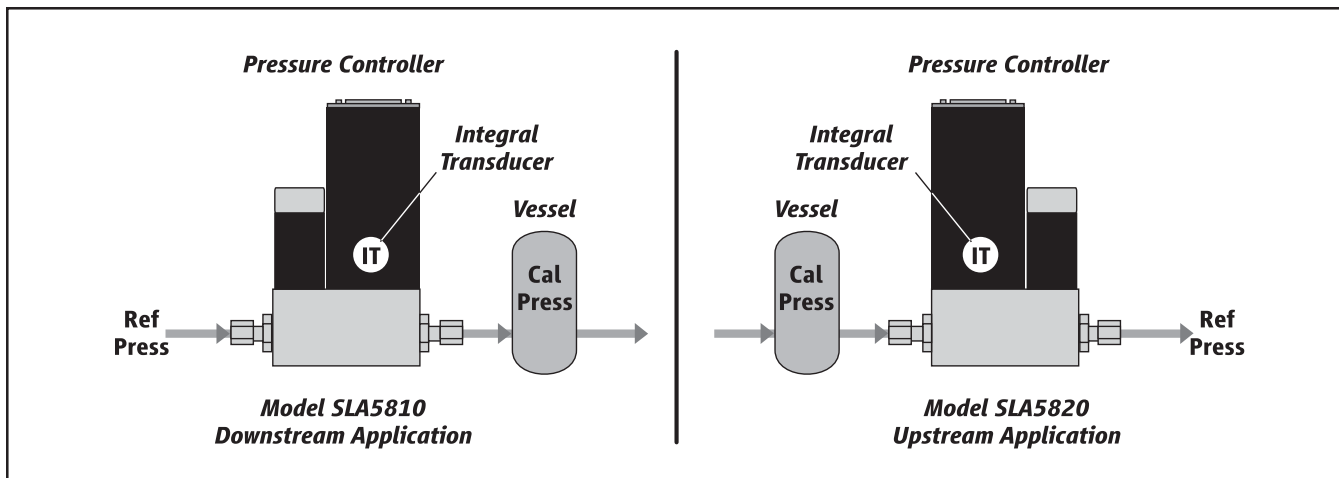 Pressure Controller
Integral
Transducer
Vessel
IT
Cal
Press
Ref
Press
Model SLA5810
Downstream Application
Pressure Controller
Integral
Transducer
Vessel
IT
Cal
Press
Ref
Press
Model SLA5820
Upstream Application